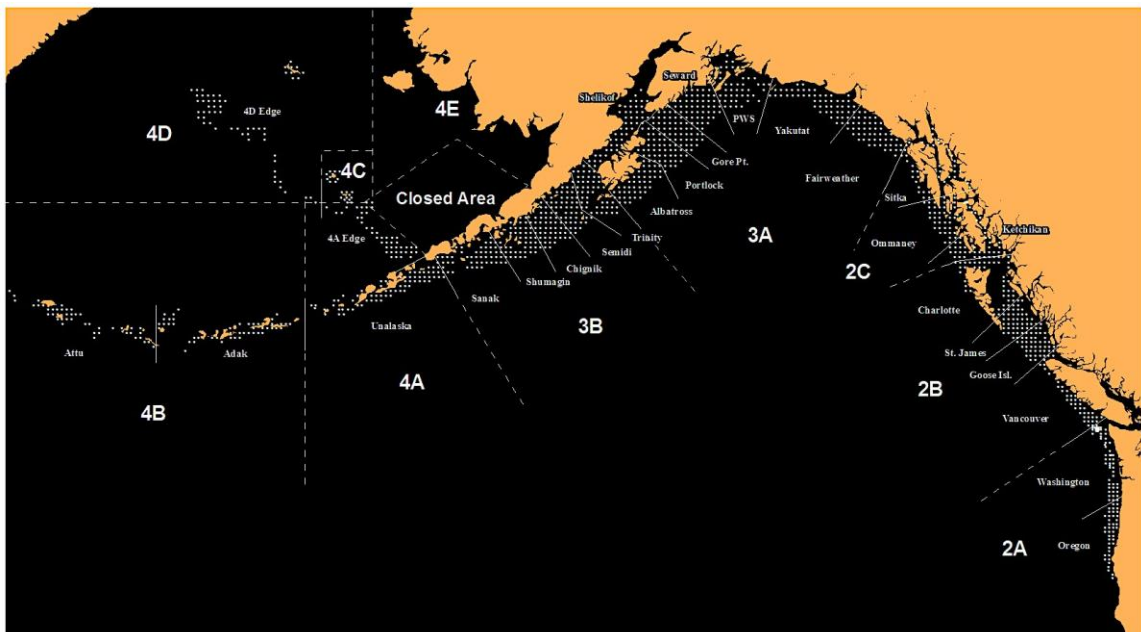 Seward
Shelikof
4E
4D Edge
4D
PWS
Yakutat
Gore Pt.
4C
Portlock
Fairweather
Closed Area
Sitka
Albatross
4A Edge
Trinity
3A
Ketchikan
Ommaney
Semidi
Chignik
2C
Shumagin
Sanak
Charlotte
3B
Unalaska
St. James
Attu
Adak
Goose Isl.
4A
2B
4B
Vancouver
Washington
2A
Oregon